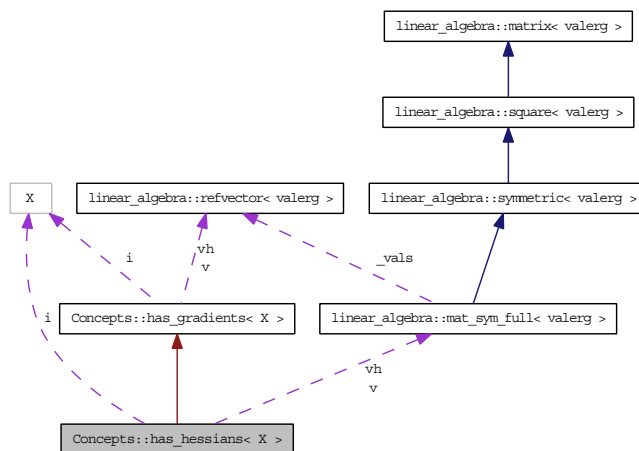 linear_algebra::matrix< valerg >
linear_algebra::square< valerg >
X
linear_algebra::refvector< valerg >
linear_algebra::symmetric< valerg >
vh
v
i
_vals
i
Concepts::has_gradients< X >
linear_algebra::mat_sym_full< valerg >
vh
v
Concepts::has_hessians< X >